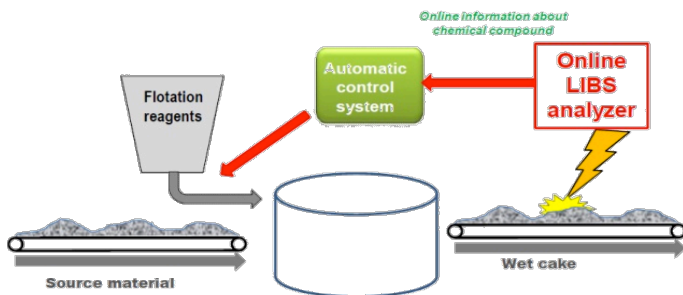 Online information about
chemical compound
Online
LIBS
analyzer
Automatic
control
system
Flotation
reagents
Source material
Wet cake